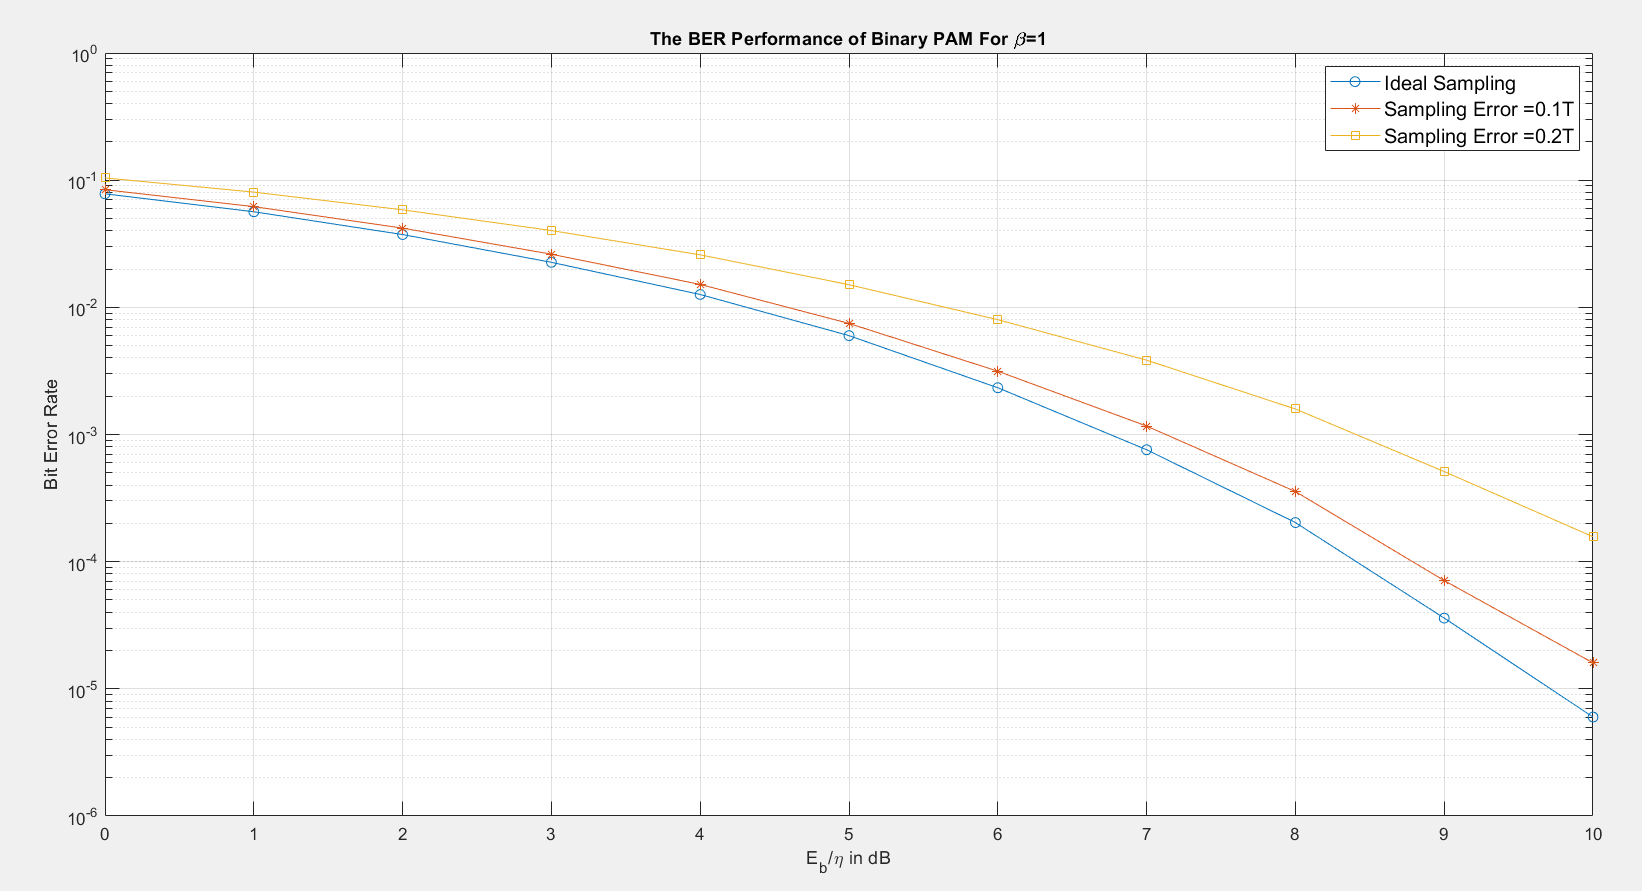 The BER Performance of Binary PAM For β=1
Ideal Sampling
Sampling Error =0.1T
Sampling Error =0.2T
Bit Error Rate
10^0
10^-1
10^-2
10^-3
10^-4
10^-5
10^-6
0 1 2 3 4 5 6 7 8 9 10
E_b/η in dB